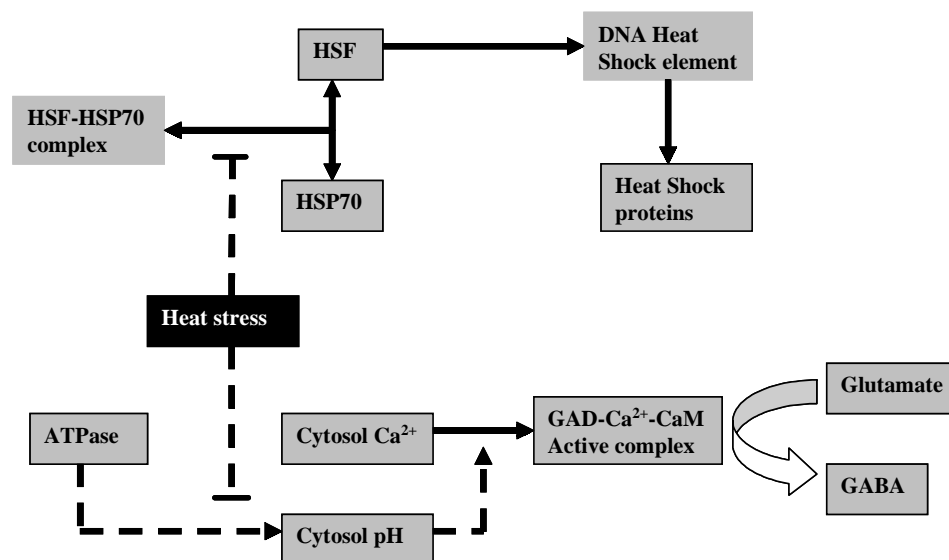 HSF
DNA Heat
Shock element
HSF-HSP70
complex
HSP70
Heat Shock
proteins
Heat stress
Glutamate
ATPase
Cytosol Ca²⁺
GAD-Ca²⁺-CaM
Active complex
GABA
Cytosol pH